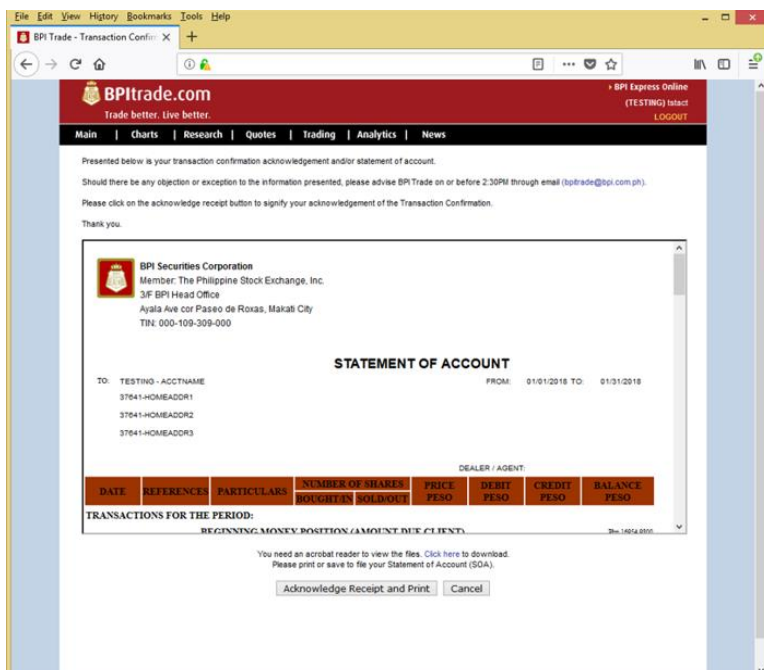 File Edit View History Bookmarks Tools Help
BPI Trade - Transaction Confir
BPItrade.com
Trade better. Live better.
BPI Express Online
(TESTING) tstact
LOGOUT
Main | Charts | Research | Quotes | Trading | Analytics | News
Presented below is your transaction confirmation acknowledgement and/or statement of account.
Should there be any objection or exception to the information presented, please advise BPI Trade on or before 2:30PM through email (bpitrade@bpi.com.ph).
Please click on the acknowledge receipt button to signify your acknowledgement of the Transaction Confirmation.
Thank you.
BPI Securities Corporation
Member: The Philippine Stock Exchange, Inc.
3/F BPI Head Office
Ayala Ave cor Paseo de Roxas, Makati City
TIN: 000-109-309-000
STATEMENT OF ACCOUNT
TO: TESTING - ACCTNAME FROM: 01/01/2018 TO: 01/31/2018
37641-HOMEADDR1
37641-HOMEADDR2
37641-HOMEADDR3
DEALER / AGENT:
DATE REFERENCES PARTICULARS NUMBER OF SHARES BOUGHT/IN SOLD/OUT PRICE PESO DEBIT PESO CREDIT PESO BALANCE PESO
TRANSACTIONS FOR THE PERIOD:
BEGINNING MONEY POSITION (AMOUNT DUE CLIENT)
You need an acrobat reader to view the files. Click here to download.
Please print or save to file your Statement of Account (SOA).
Acknowledge Receipt and Print Cancel